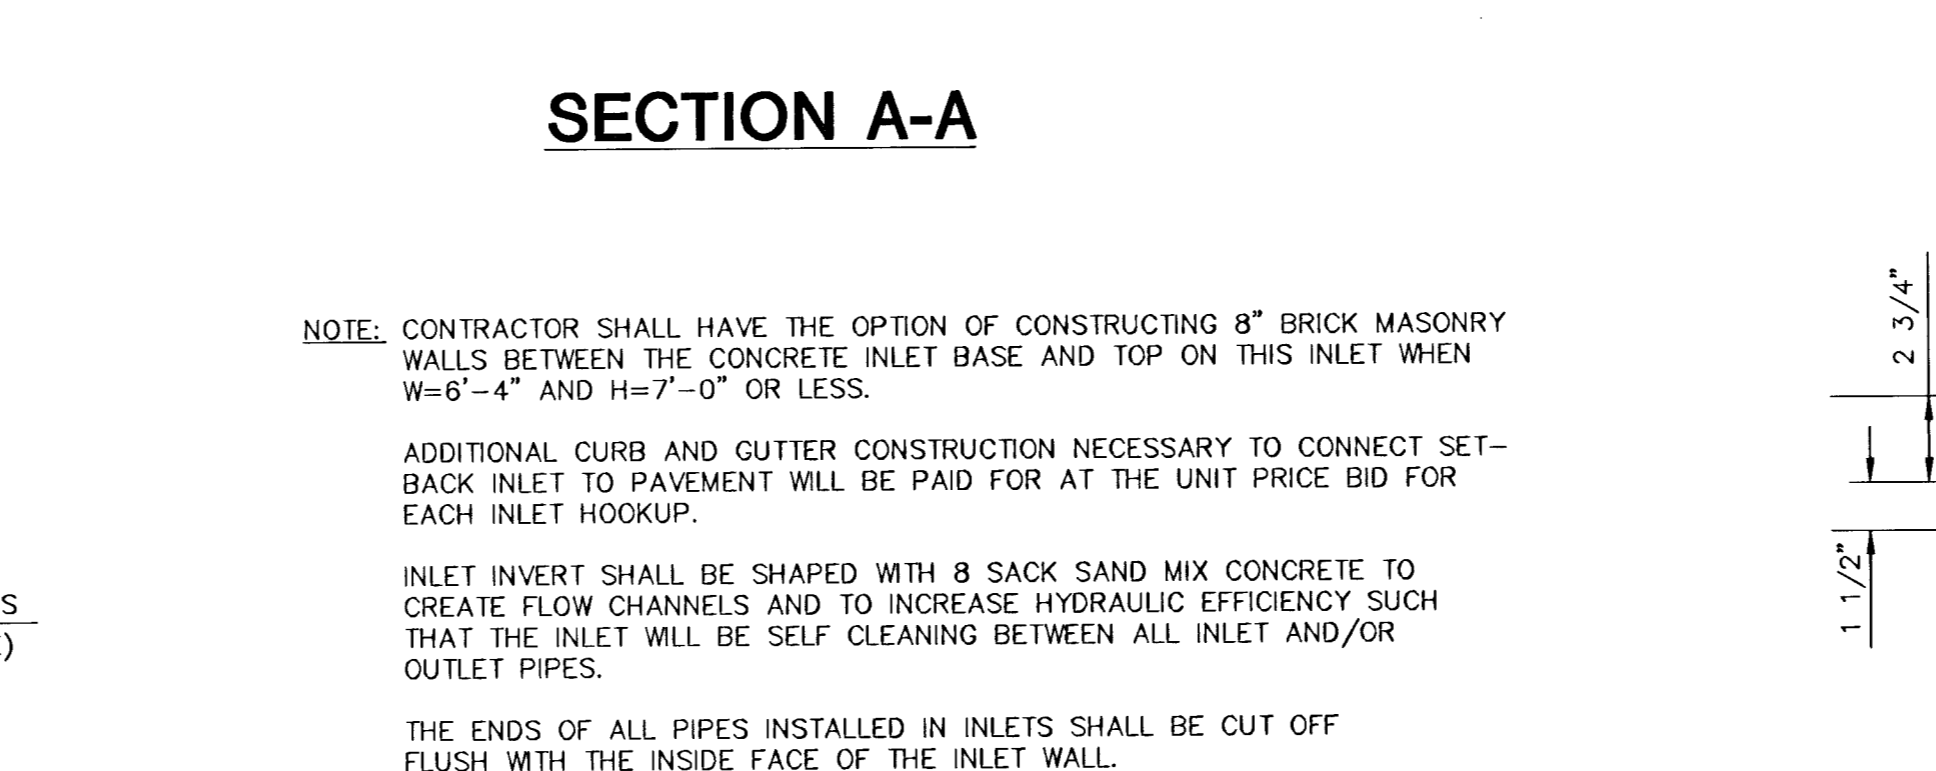 SECTION A-A
NOTE: CONTRACTOR SHALL HAVE THE OPTION OF CONSTRUCTING 8" BRICK MASONRY
WALLS BETWEEN THE CONCRETE INLET BASE AND TOP ON THIS INLET WHEN
W=6'-4" AND H=7'-0" OR LESS.
ADDITIONAL CURB AND GUTTER CONSTRUCTION NECESSARY TO CONNECT SET-
BACK INLET TO PAVEMENT WILL BE PAID FOR AT THE UNIT PRICE BID FOR
EACH INLET HOOKUP.
INLET INVERT SHALL BE SHAPED WITH 8 SACK SAND MIX CONCRETE TO
CREATE FLOW CHANNELS AND TO INCREASE HYDRAULIC EFFICIENCY SUCH
THAT THE INLET WILL BE SELF CLEANING BETWEEN ALL INLET AND/OR
OUTLET PIPES.
THE ENDS OF ALL PIPES INSTALLED IN INLETS SHALL BE CUT OFF
FLUSH WITH THE INSIDE FACE OF THE INLET WALL.
2 3/4"
1 1/2"
S
)